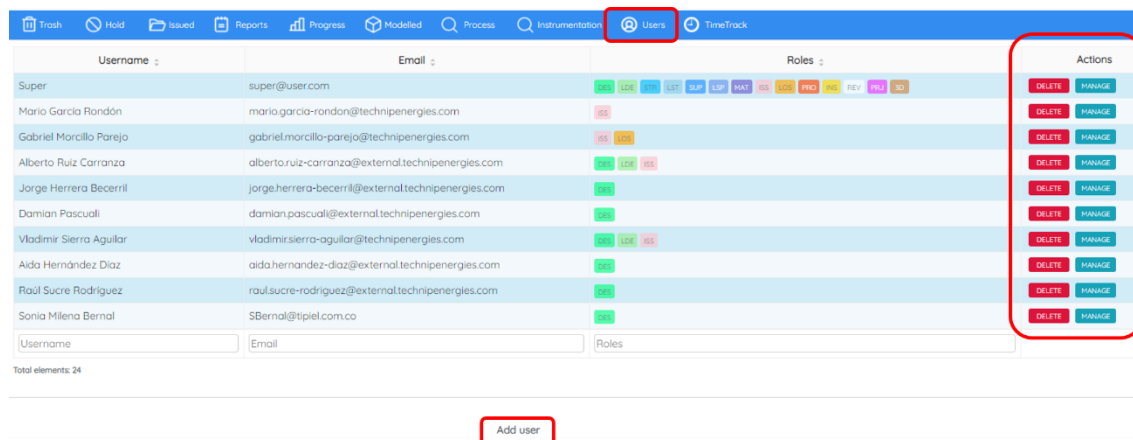 Trash Hold Issued Reports Progress Modelled Process Instrumentation Users TimeTrack
Username Email Roles Actions
Super super@user.com DES LDE STR LST SUP LSP MAT ISS LOS PRO INS REV PRJ 3D DELETE MANAGE
Mario García Rondón mario.garcia-rondon@technipenergies.com ISS DELETE MANAGE
Gabriel Morcillo Parejo gabriel.morcillo-parejo@technipenergies.com ISS LOS DELETE MANAGE
Alberto Ruiz Carranza alberto.ruiz-carranza@external.technipenergies.com DES LDE ISS DELETE MANAGE
Jorge Herrera Becerril jorge.herrera-becerril@external.technipenergies.com DES DELETE MANAGE
Damian Pascuali damian.pascuali@external.technipenergies.com DES DELETE MANAGE
Vladimir Sierra Aguilar vladimir.sierra-aguilar@technipenergies.com DES LDE ISS DELETE MANAGE
Aida Hernández Díaz aida.hernandez-diaz@external.technipenergies.com DES DELETE MANAGE
Raúl Sucre Rodríguez raul.sucre-rodriguez@external.technipenergies.com DES DELETE MANAGE
Sonia Milena Bernal SBernal@tipiel.com.co DES DELETE MANAGE
Username Email Roles
Total elements: 24
Add user